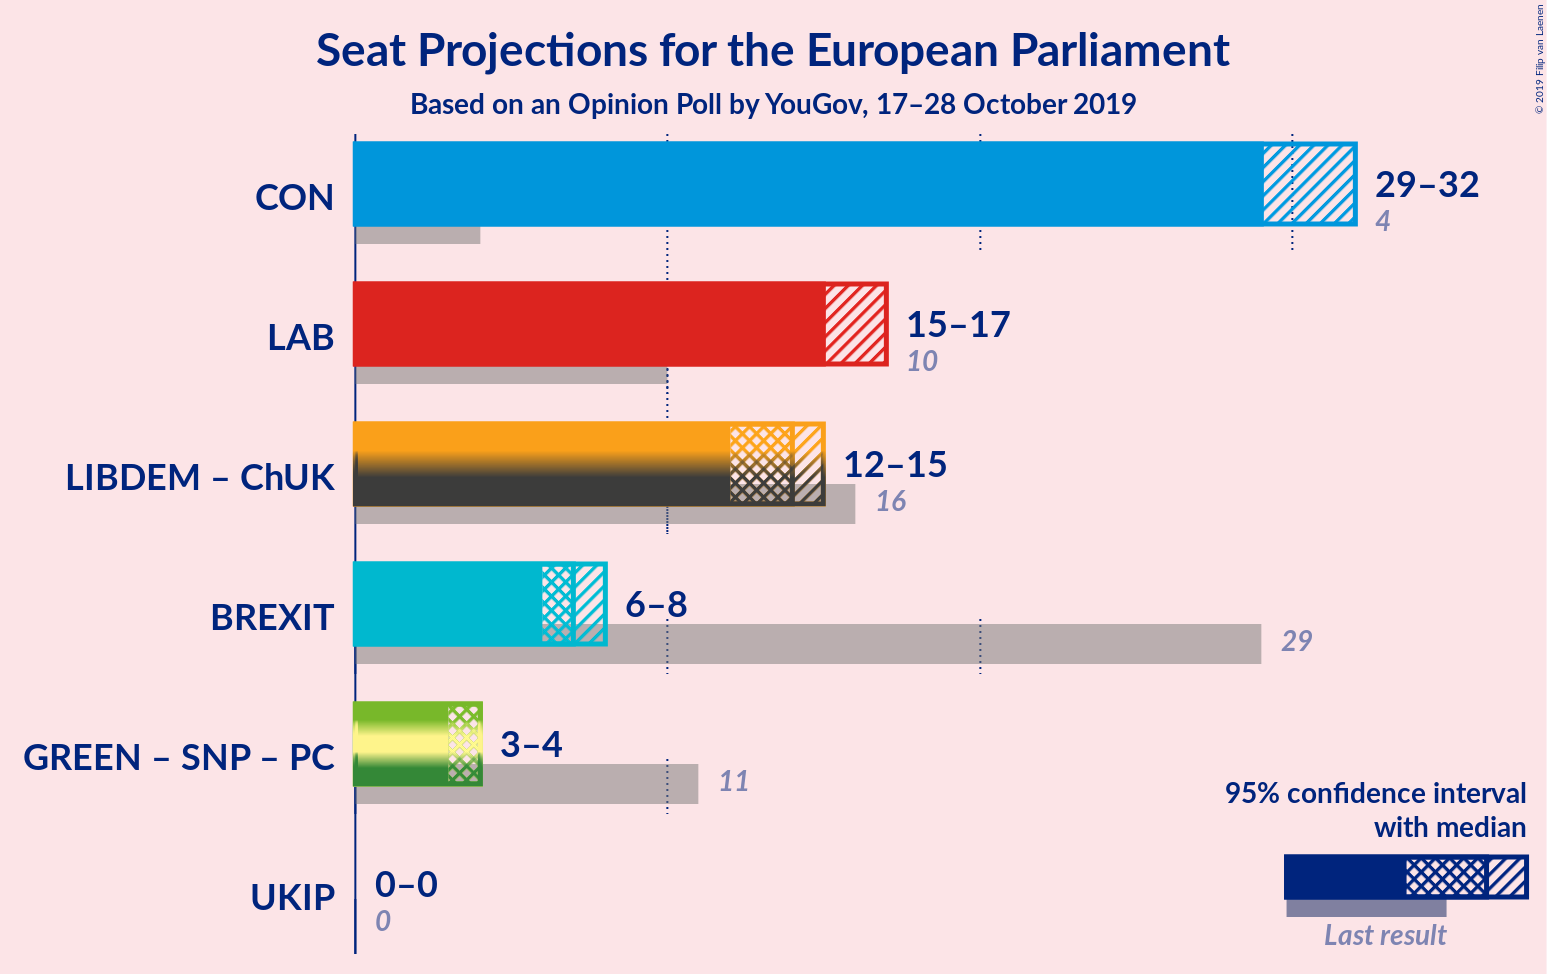 Seat Projections for the European Parliament
Based on an Opinion Poll by YouGov, 17–28 October 2019
© 2019 Filip van Laenen
CON
29–32
4
LAB
15–17
10
LIBDEM – ChUK
12–15
16
BREXIT
6–8
29
GREEN – SNP – PC
3–4
11
UKIP
0–0
0
95% confidence interval
with median
Last result